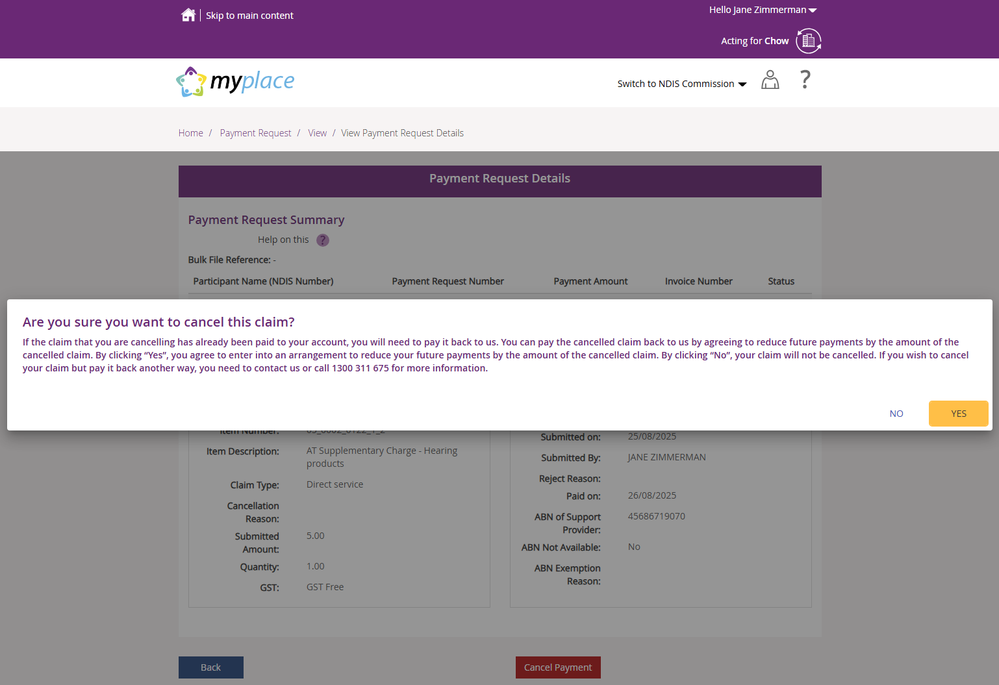 Skip to main content
Hello Jane Zimmerman
Acting for Chow
myplace
Switch to NDIS Commission
?
Home / Payment Request / View / View Payment Request Details
Payment Request Details
Payment Request Summary
Help on this ?
Bulk File Reference: -
Participant Name (NDIS Number) Payment Request Number Payment Amount Invoice Number Status
Are you sure you want to cancel this claim?
If the claim that you are cancelling has already been paid to your account, you will need to pay it back to us. You can pay the cancelled claim back to us by agreeing to reduce future payments by the amount of the
cancelled claim. By clicking “Yes”, you agree to enter into an arrangement to reduce your future payments by the amount of the cancelled claim. By clicking “No”, your claim will not be cancelled. If you wish to cancel
your claim but pay it back another way, you need to contact us or call 1300 311 675 for more information.
NO YES
Item Number:
Item Description: AT Supplementary Charge - Hearing
products
Claim Type: Direct service
Cancellation
Reason:
Submitted 5.00
Amount:
Quantity: 1.00
GST: GST Free
Submitted on: 25/08/2025
Submitted By: JANE ZIMMERMAN
Reject Reason:
Paid on: 26/08/2025
ABN of Support 45686719070
Provider:
ABN Not Available: No
ABN Exemption
Reason:
Back Cancel Payment